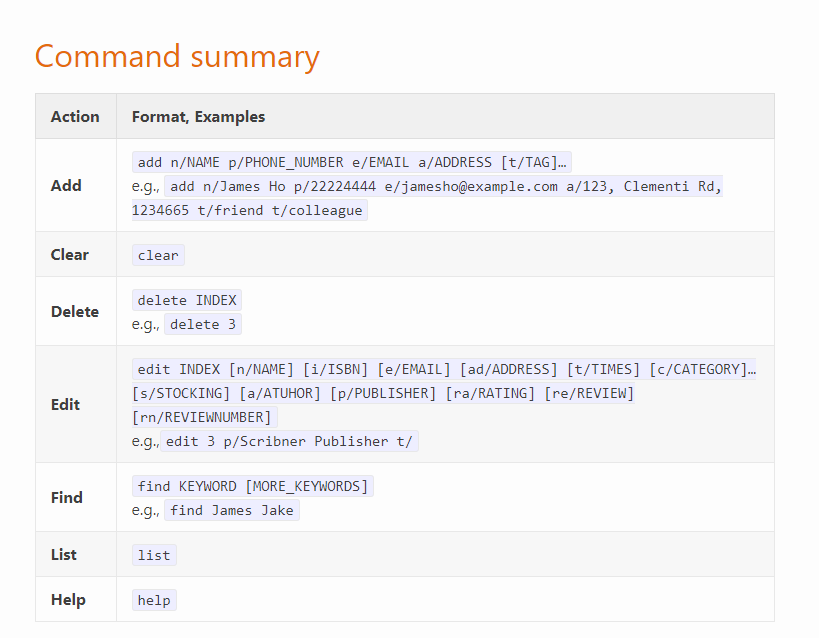 Command summary
Action Format, Examples
Add
add n/NAME p/PHONE_NUMBER e/EMAIL a/ADDRESS [t/TAG]…
e.g., add n/James Ho p/22224444 e/jamesho@example.com a/123, Clementi Rd,
1234665 t/friend t/colleague
Clear clear
Delete
delete INDEX
e.g., delete 3
Edit
edit INDEX [n/NAME] [i/ISBN] [e/EMAIL] [ad/ADDRESS] [t/TIMES] [c/CATEGORY]…
[s/STOCKING] [a/ATUHOR] [p/PUBLISHER] [ra/RATING] [re/REVIEW]
[rn/REVIEWNUMBER]
e.g., edit 3 p/Scribner Publisher t/
Find
find KEYWORD [MORE_KEYWORDS]
e.g., find James Jake
List list
Help help